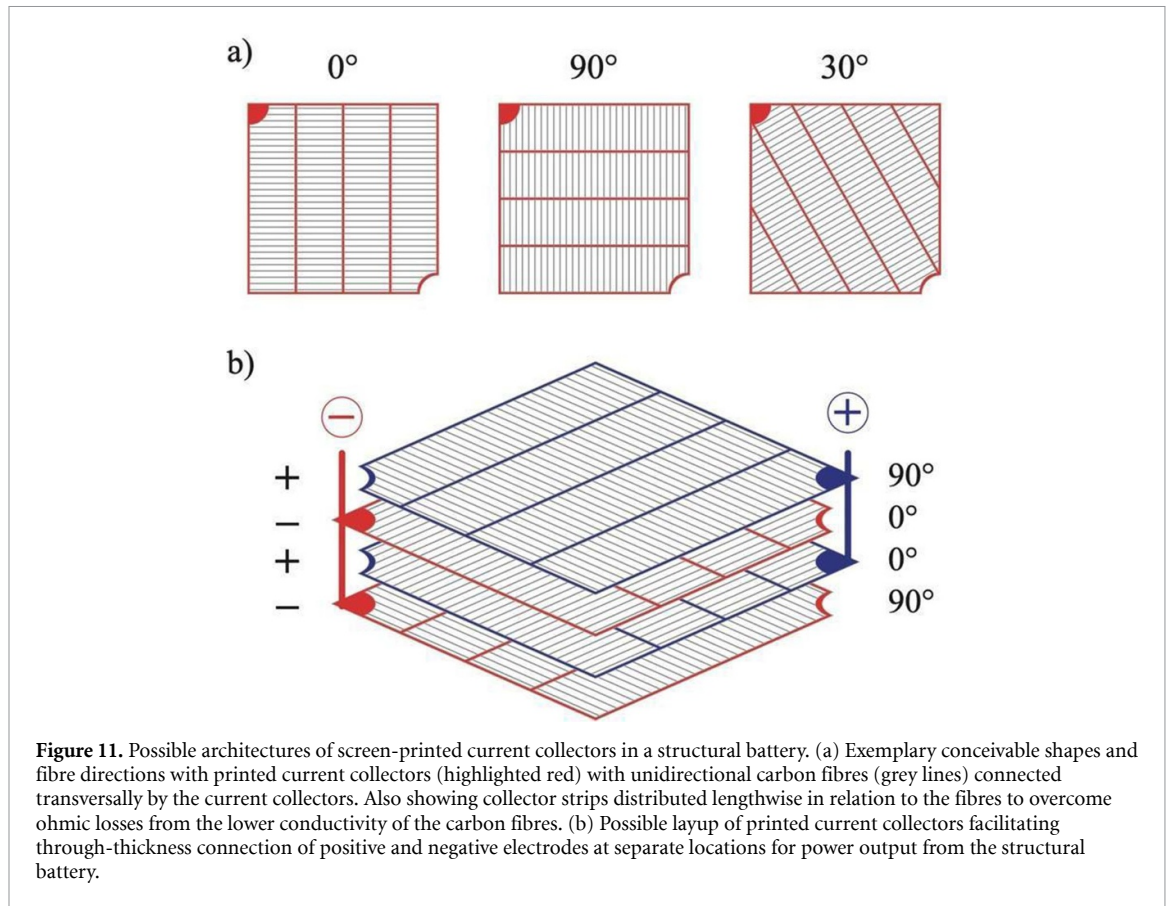 a)
0° 90° 30°
b)
− +
+ 90°
− 0°
+ 0°
− 90°
Figure 11. Possible architectures of screen-printed current collectors in a structural battery. (a) Exemplary conceivable shapes and
fibre directions with printed current collectors (highlighted red) with unidirectional carbon fibres (grey lines) connected
transversally by the current collectors. Also showing collector strips distributed lengthwise in relation to the fibres to overcome
ohmic losses from the lower conductivity of the carbon fibres. (b) Possible layup of printed current collectors facilitating
through-thickness connection of positive and negative electrodes at separate locations for power output from the structural
battery.